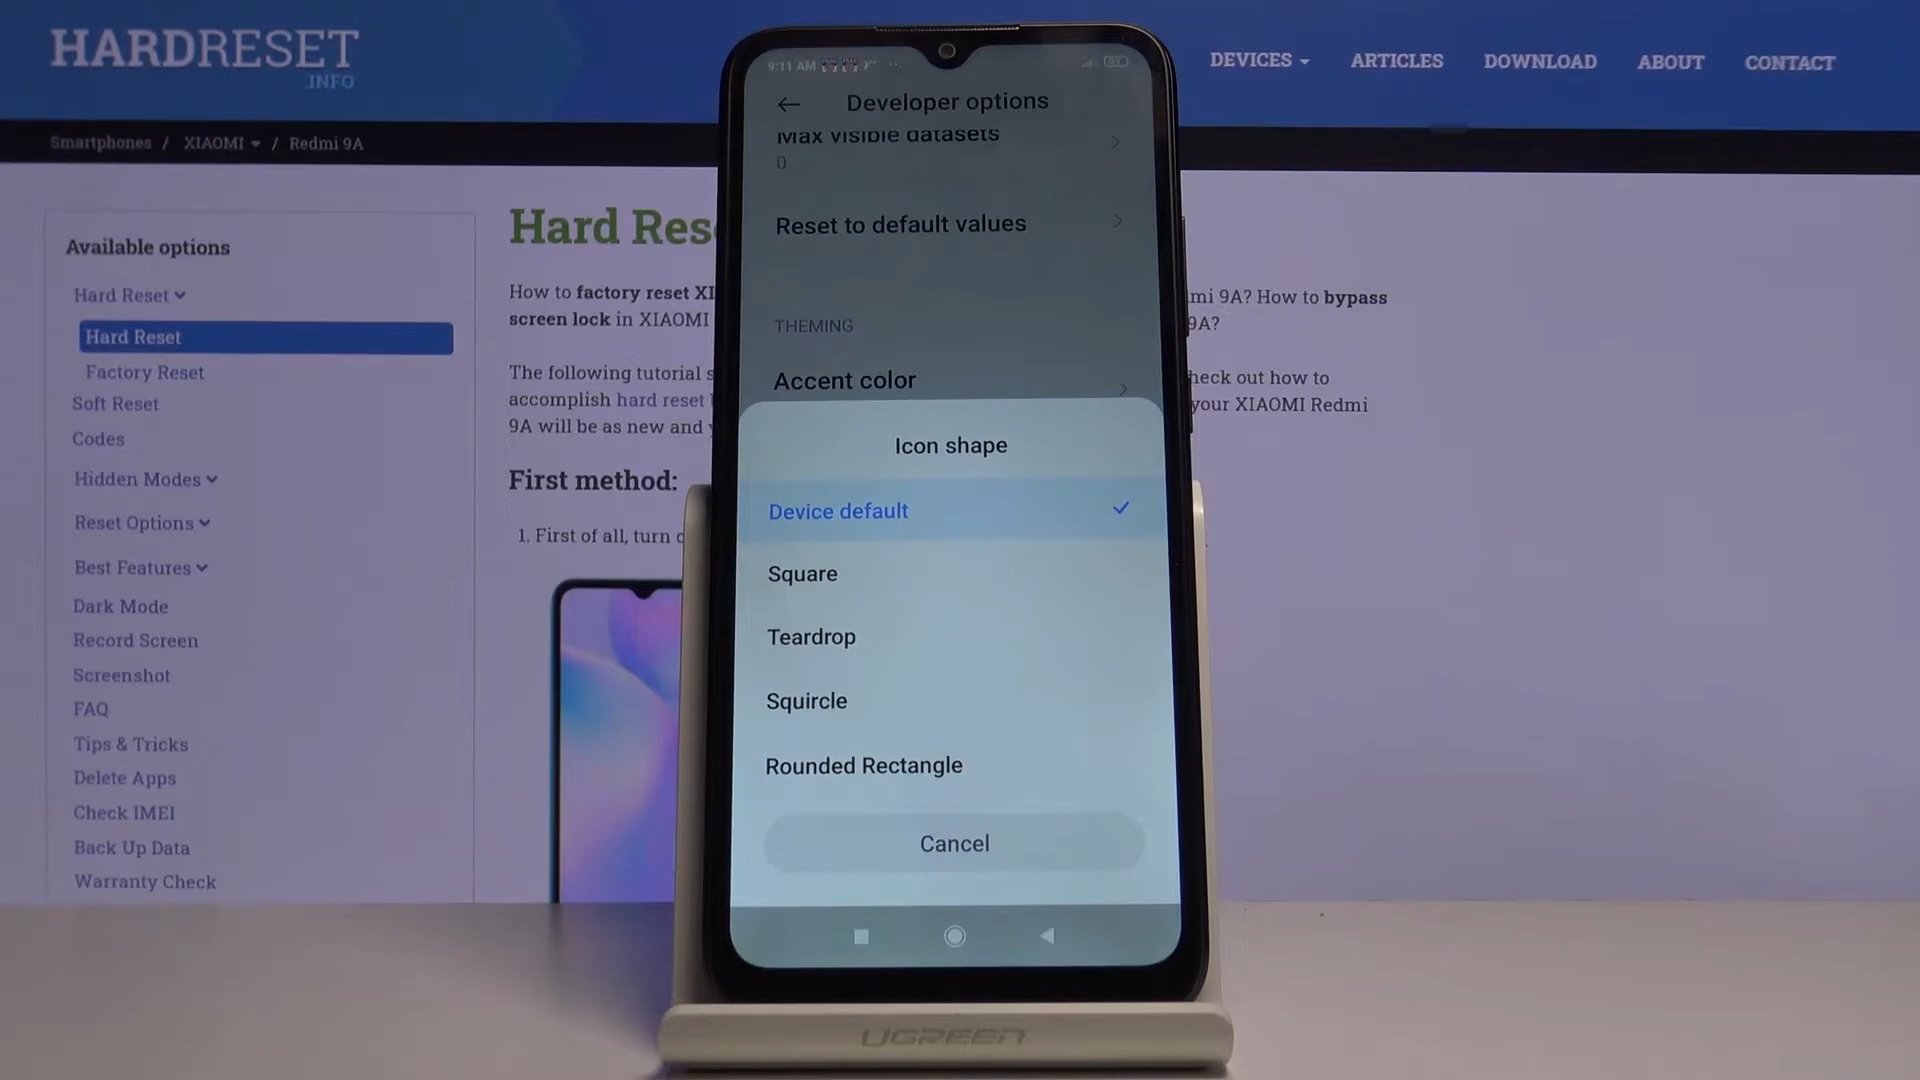 HARDRESET
.INFO
DEVICES
ARTICLES
DOWNLOAD
ABOUT
CONTACT
Smartphones / XIAOMI / Redmi 9A
Available options
Hard Reset
Hard Reset
Factory Reset
Soft Reset
Codes
Hidden Modes
Reset Options
Best Features
Dark Mode
Record Screen
Screenshot
FAQ
Tips & Tricks
Delete Apps
Check IMEI
Back Up Data
Warranty Check
Hard Res
How to factory reset XI
screen lock in XIAOMI
The following tutorial s
accomplish hard reset
9A will be as new and
First method:
1. First of all, turn
mi 9A? How to bypass
9A?
heck out how to
your XIAOMI Redmi
9:11 AM
Developer options
Max visible datasets
0
Reset to default values
THEMING
Accent color
Icon shape
Device default
Square
Teardrop
Squircle
Rounded Rectangle
Cancel
UGREEN